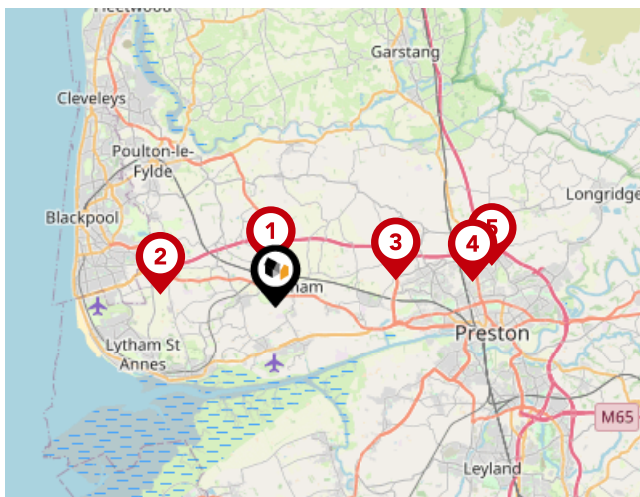 Fleetwood
Garstang
Cleveleys
Poulton-le-
Fylde
Longridge
Blackpool
1
2
3
4
5
ham
Preston
Lytham St
Annes
M65
Leyland